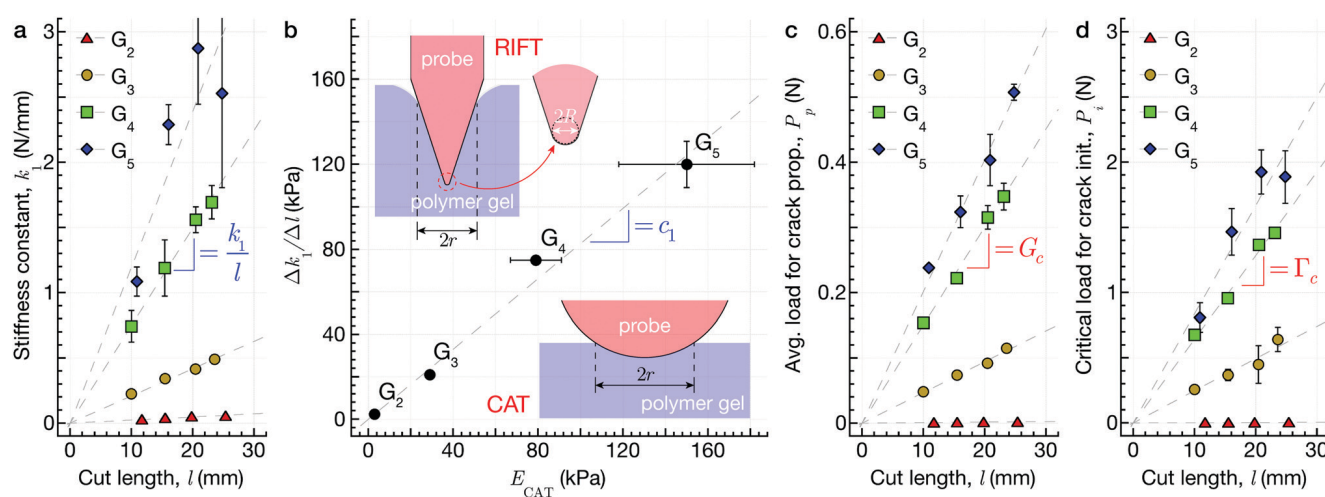 a
Stiffness constant, k₁ (N/mm)
3
2
1
0
G₂
G₃
G₄
G₅
= k₁/l
0 10 20 30
Cut length, l (mm)
b
Δk₁/Δl (kPa)
160
120
80
40
0
RIFT
probe
2R
polymer gel
2r
G₅
G₄
= c₁
G₃
G₂
probe
2r
CAT
polymer gel
0 40 80 120 160
E_CAT (kPa)
c
Avg. load for crack prop., Pₚ (N)
0.6
0.4
0.2
0
G₂
G₃
G₄
G₅
= G_c
0 10 20 30
Cut length, l (mm)
d
Critical load for crack init., Pᵢ (N)
3
2
1
0
G₂
G₃
G₄
G₅
= Γ_c
0 10 20 30
Cut length, l (mm)